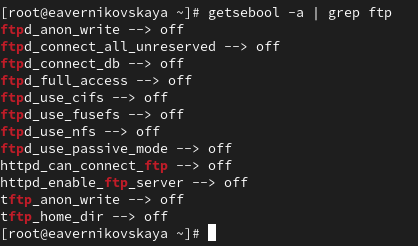 [root@eavernikovskaya ~]# getsebool -a | grep ftp
ftpd_anon_write --> off
ftpd_connect_all_unreserved --> off
ftpd_connect_db --> off
ftpd_full_access --> off
ftpd_use_cifs --> off
ftpd_use_fusefs --> off
ftpd_use_nfs --> off
ftpd_use_passive_mode --> off
httpd_can_connect_ftp --> off
httpd_enable_ftp_server --> off
tftp_anon_write --> off
tftp_home_dir --> off
[root@eavernikovskaya ~]#